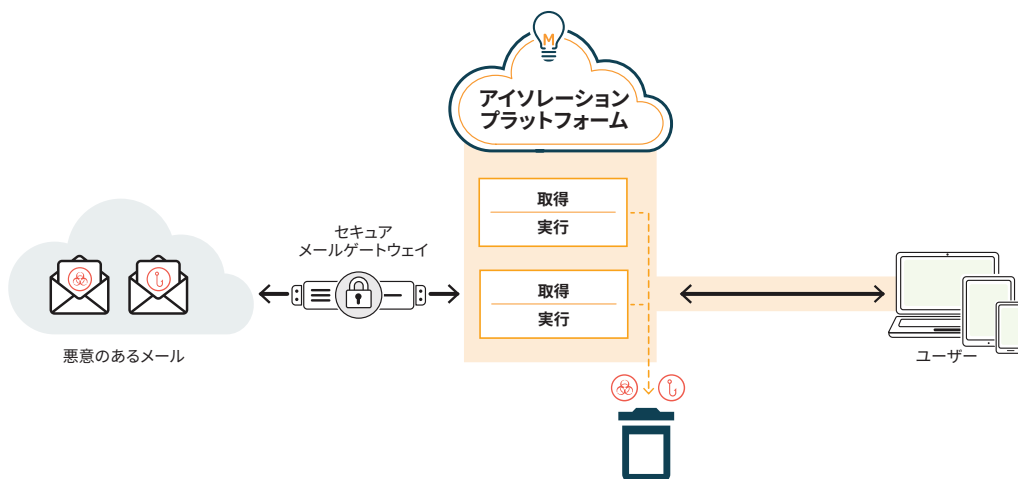 M
アイソレーション
プラットフォーム
取得
実行
セキュア
メールゲートウェイ
取得
実行
悪意のあるメール
ユーザー